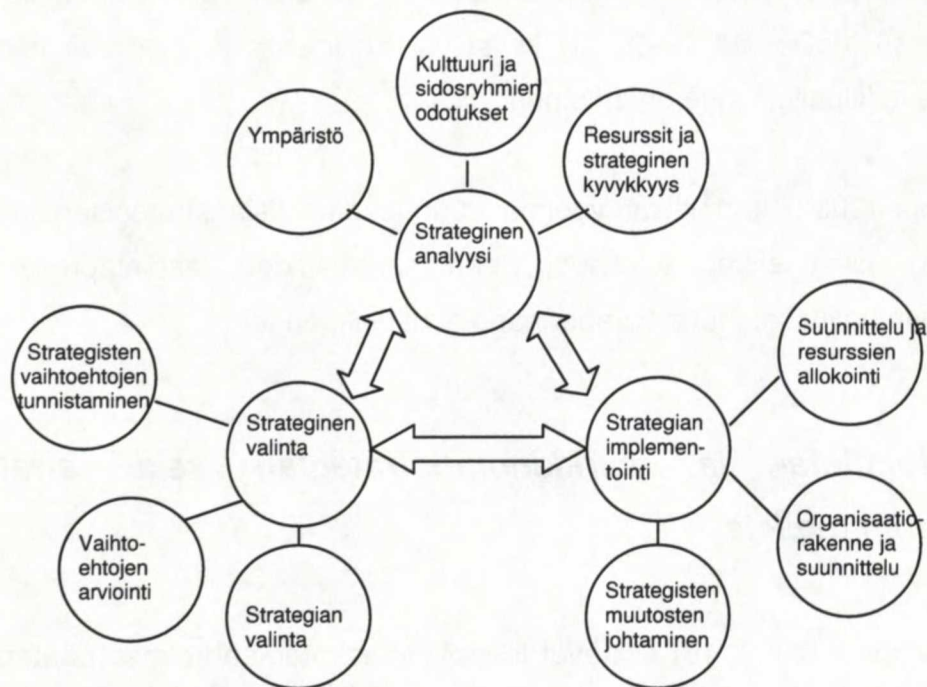 Kulttuuri ja
sidosryhmien
odotukset
Ympäristö
Resurssit ja
strateginen
kyvykkyys
Strateginen
analyysi
Strategisten
vaihtoehtojen
tunnistaminen
Strateginen
valinta
Strategian
implemen-
tointi
Suunnittelu ja
resurssien
allokointi
Vaihto-
ehtojen
arviointi
Strategian
valinta
Strategisten
muutosten
johtaminen
Organisaatio-
rakenne ja
suunnittelu